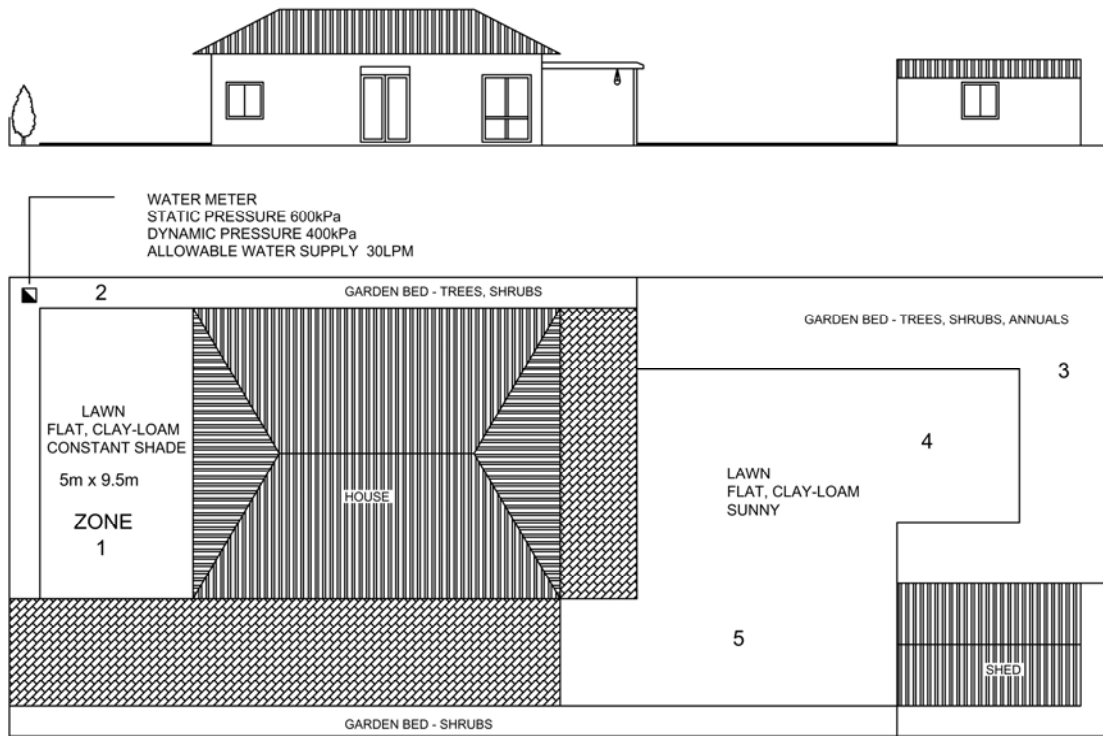 WATER METER
STATIC PRESSURE 600kPa
DYNAMIC PRESSURE 400kPa
ALLOWABLE WATER SUPPLY 30LPM
2
GARDEN BED - TREES, SHRUBS
GARDEN BED - TREES, SHRUBS, ANNUALS
3
LAWN
FLAT, CLAY-LOAM
CONSTANT SHADE
5m x 9.5m
ZONE
1
HOUSE
4
LAWN
FLAT, CLAY-LOAM
SUNNY
5
SHED
GARDEN BED - SHRUBS